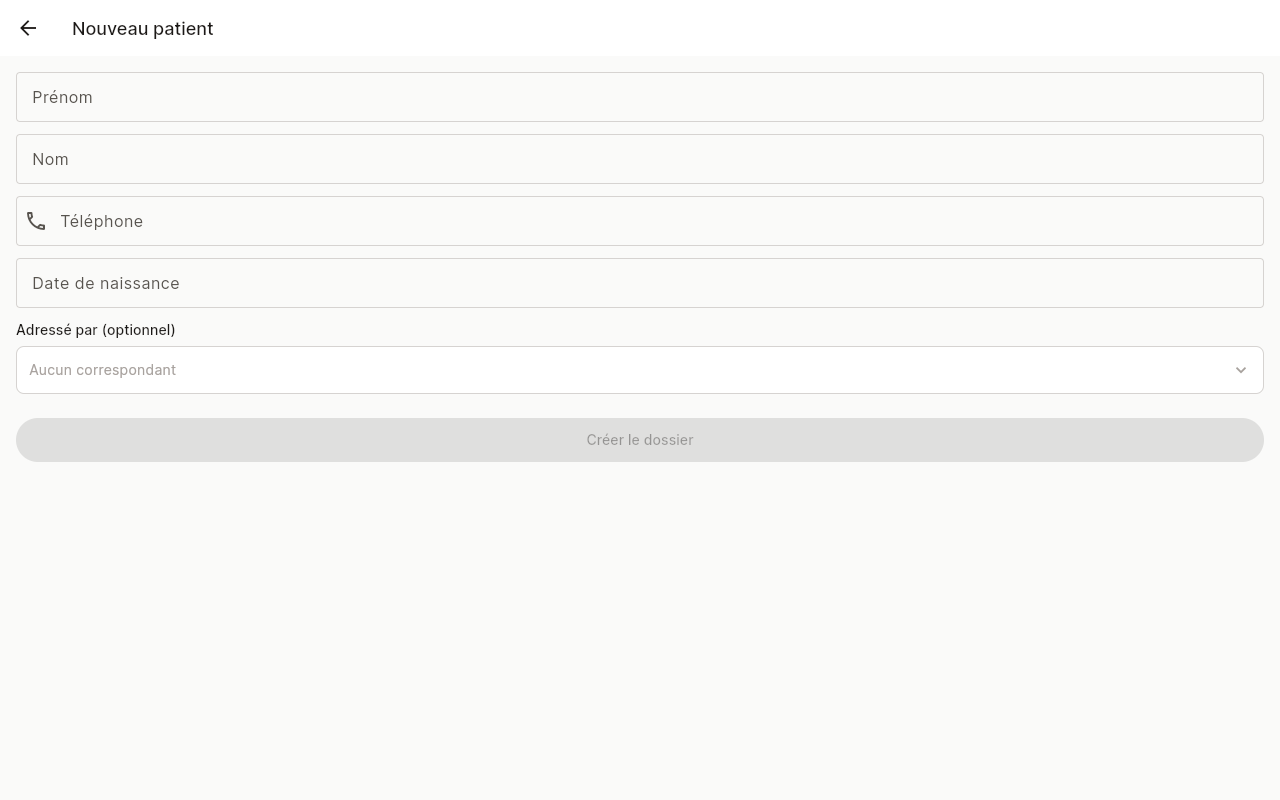 Nouveau patient
Prénom
Nom
Téléphone
Date de naissance
Adressé par (optionnel)
Aucun correspondant
Créer le dossier